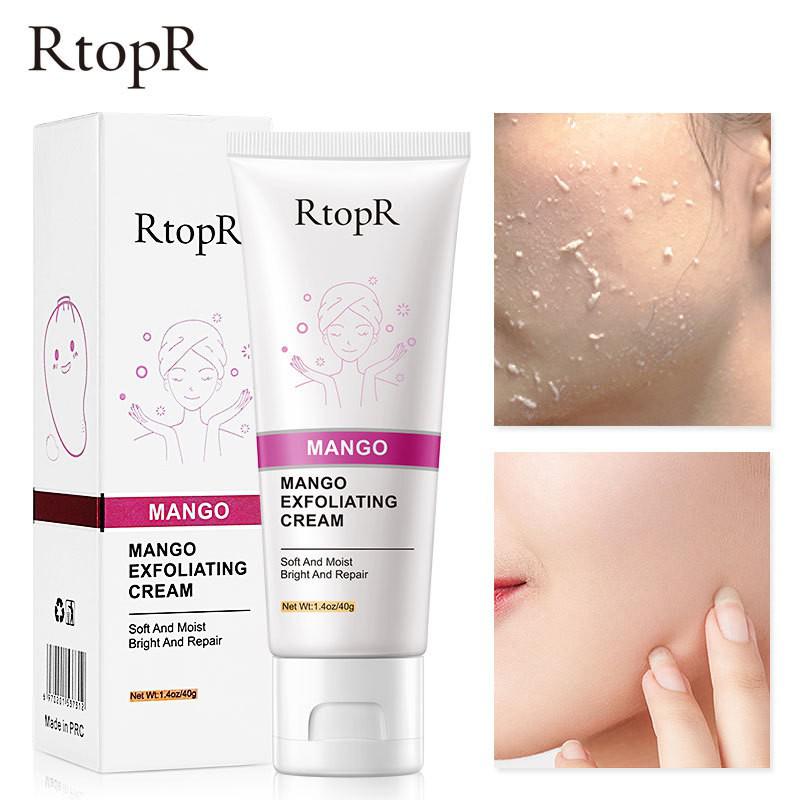 RtopR
RtopR
MANGO
MANGO
EXFOLIATING
CREAM
Soft And Moist
Bright And Repair
Net Wt:1.4oz/40g
Made in PRC
RtopR
MANGO
MANGO
EXFOLIATING
CREAM
Soft And Moist
Bright And Repair
Net Wt:1.4oz/40g